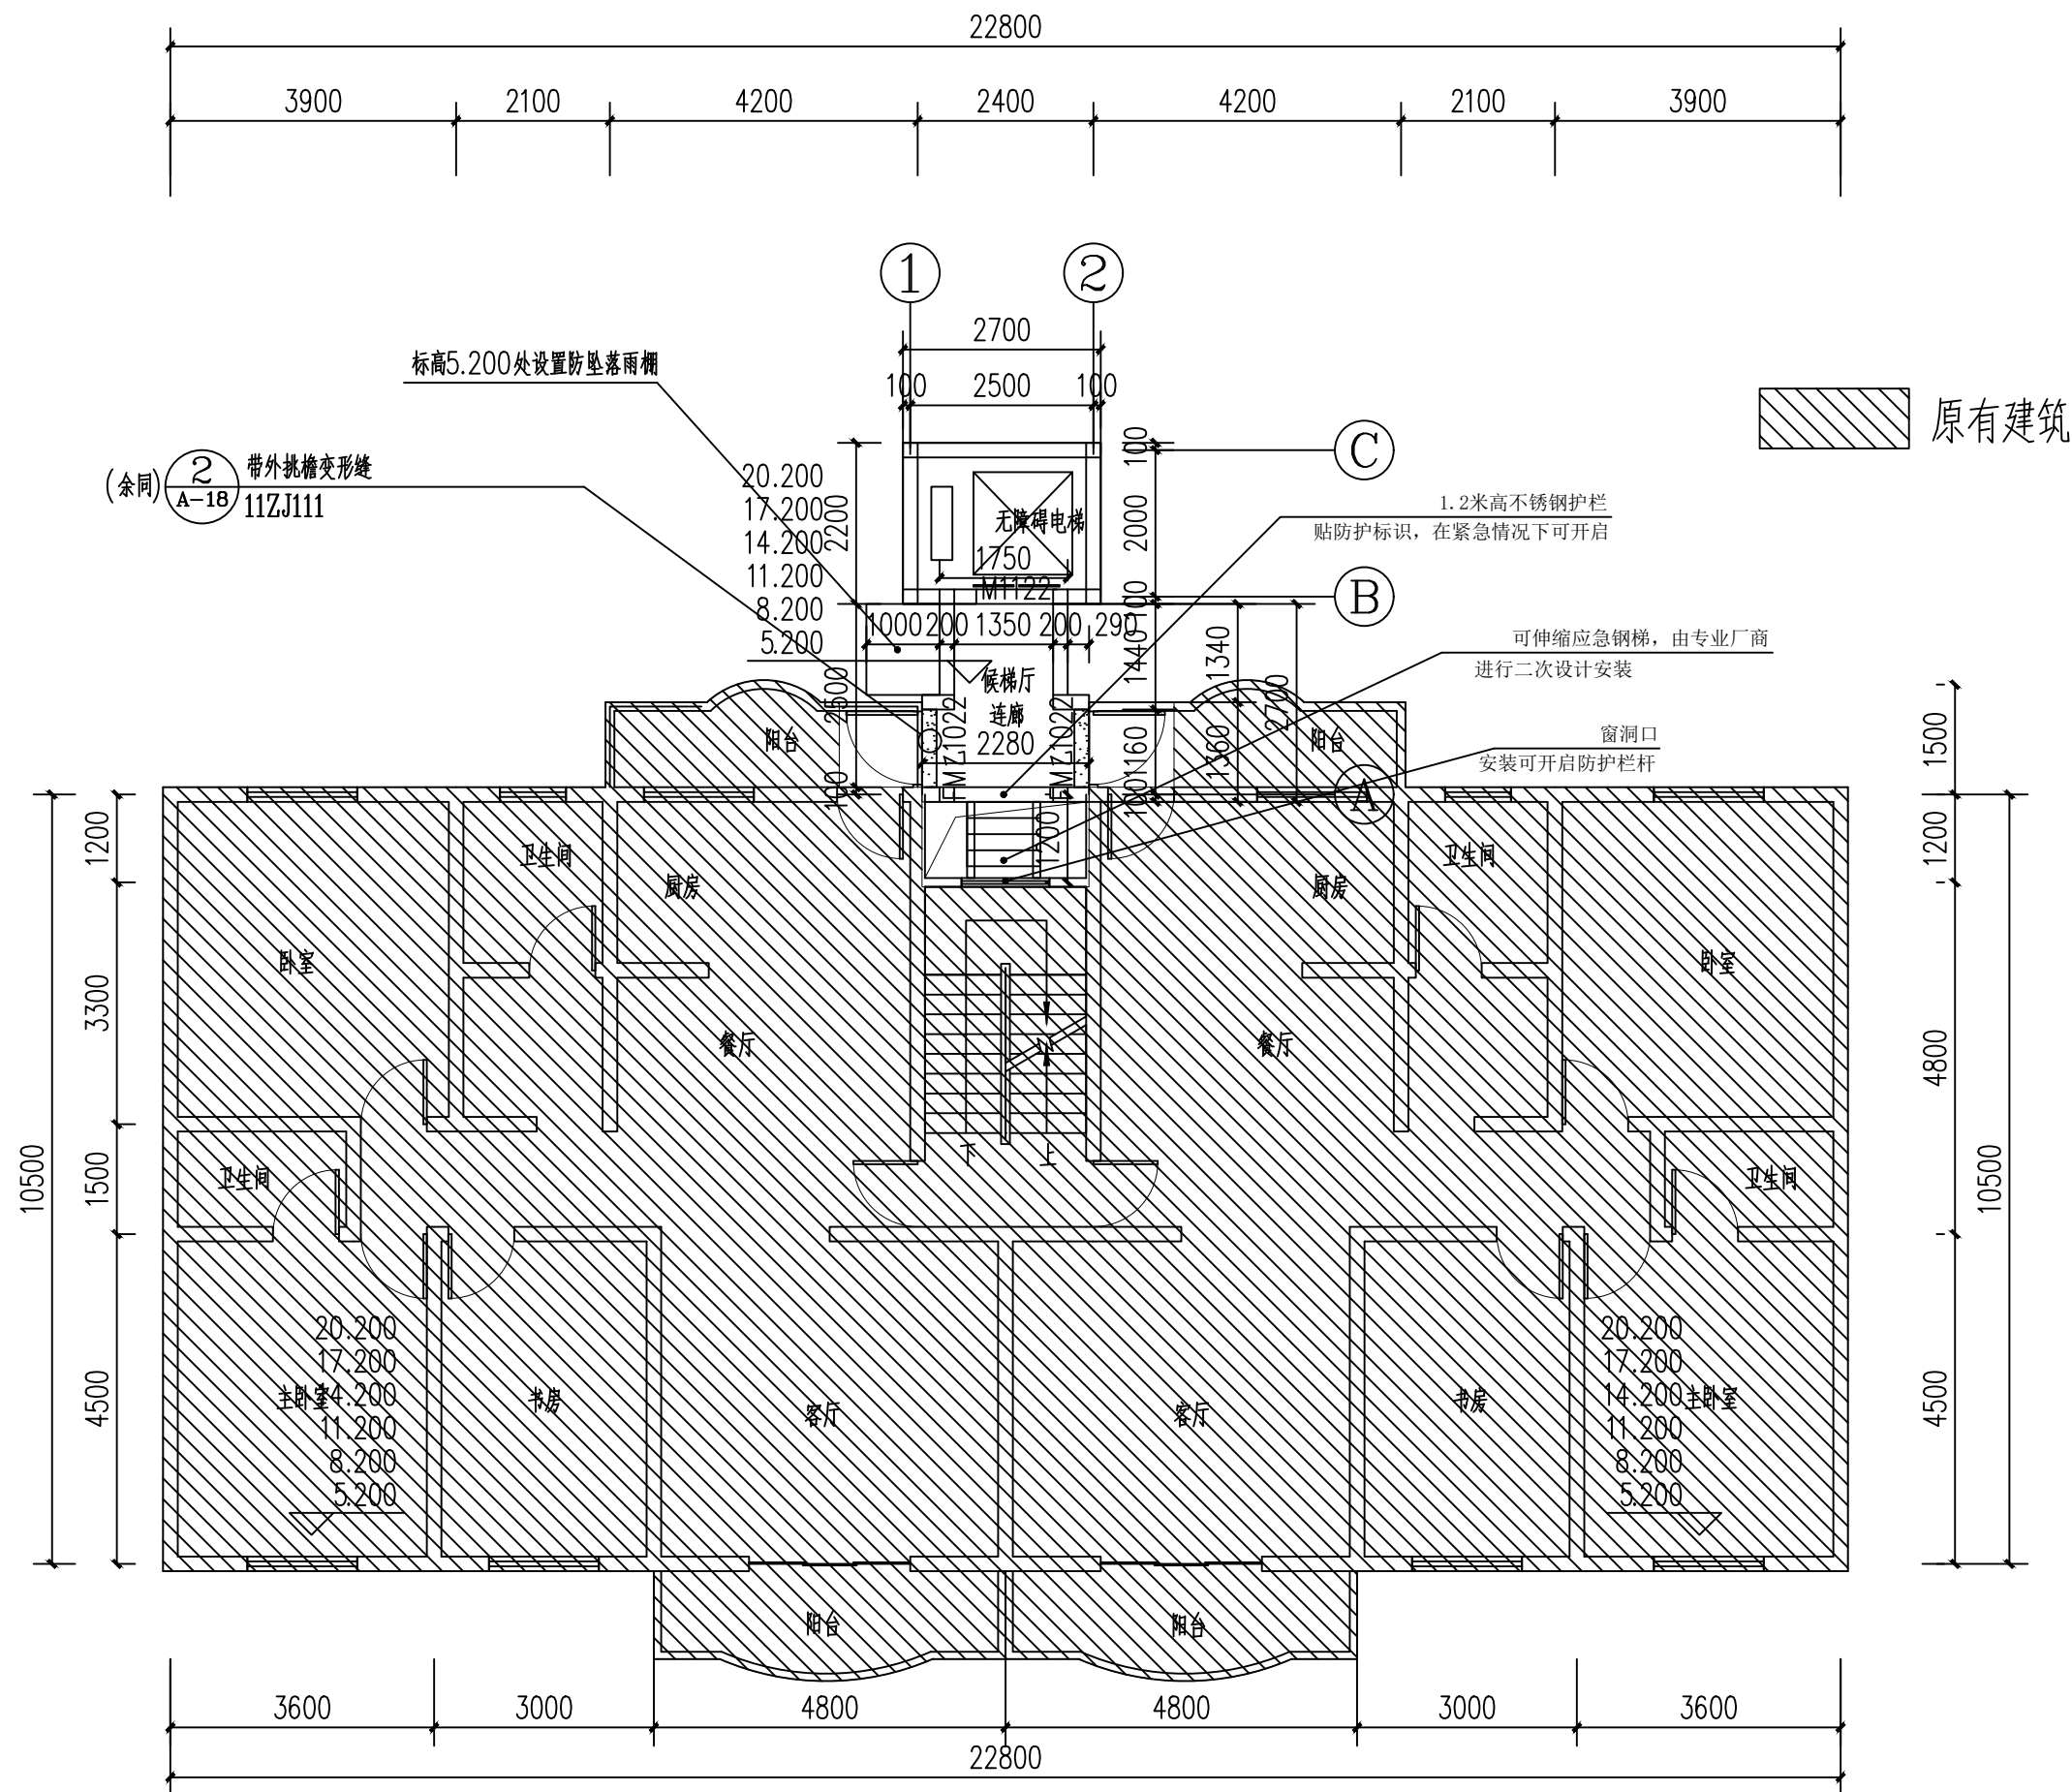 22800
3900 2100 4200 2400 4200 2100 3900
1 2
2700
标高5.200处设置防坠落雨棚
100 2500 100
原有建筑
C
100
2
带外挑檐变形缝
(余同)
A-18
11ZJ111
20.200
17.200
14.200
11.200
8.200
5.200
2200
无障碍电梯
1750
M1122
2000
1.2米高不锈钢护栏
贴防护标识，在紧急情况下可开启
B
100
1000 200 1350 200 290
可伸缩应急钢梯，由专业厂商
进行二次设计安装
2500
候梯厅
连廊
2280
FMZ1022
FMZ1022
1440
1340
2700
1160
1360
100
100
1200
窗洞口
安装可开启防护栏杆
A
阳台
阳台
1500
1200
卫生间
厨房
厨房
卫生间
1200
卧室
卧室
3300
餐厅
餐厅
4800
10500
1500
卫生间
下
上
卫生间
10500
20.200
17.200
14.200
11.200
8.200
5.200
20.200
17.200
14.200
11.200
8.200
5.200
4500
主卧室
书房
客厅
客厅
书房
主卧室
4500
阳台
阳台
3600 3000 4800 4800 3000 3600
22800